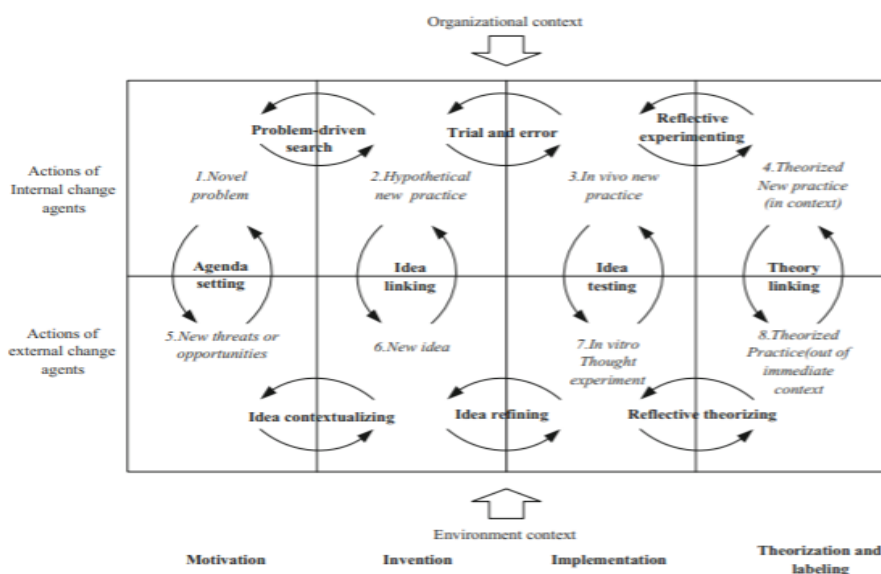 Organizational context
Problem-driven
search
Trial and error
Reflective
experimenting
Actions of
Internal change
agents
1.Novel
problem
2.Hypothetical
new practice
3.In vivo new
practice
4.Theorized
New practice
(in context)
Agenda
setting
Idea
linking
Idea
testing
Theory
linking
Actions of
external change
agents
5.New threats or
opportunities
6.New idea
7.In vitro
Thought
experiment
8.Theorized
Practice(out of
immediate
context
Idea contextualizing
Idea refining
Reflective theorizing
Environment context
Motivation
Invention
Implementation
Theorization and
labeling